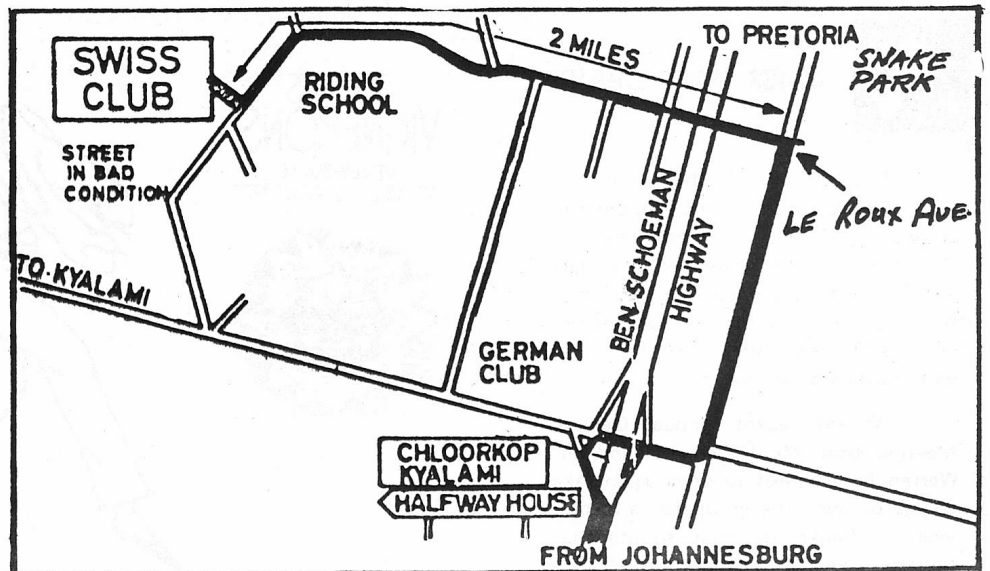 SWISS
CLUB
RIDING
SCHOOL
2 MILES
TO PRETORIA
SNAKE
PARK
STREET
IN BAD
CONDITION
LE ROUX AVE.
TO KYALAMI
BEN SCHOEMAN
HIGHWAY
GERMAN
CLUB
CHLOORKOP
KYALAMI
HALFWAY HOUSE
FROM JOHANNESBURG